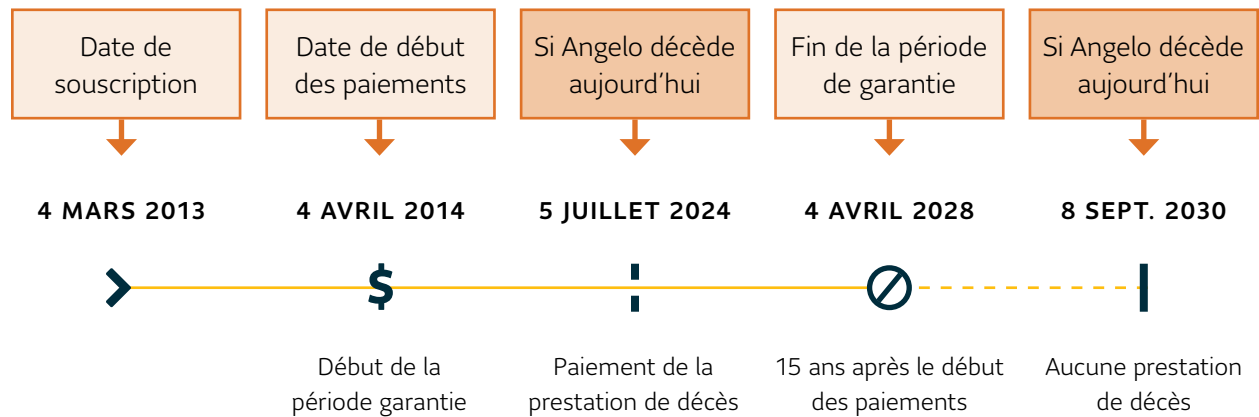 Date de
souscription
Date de début
des paiements
Si Angelo décède
aujourd'hui
Fin de la période
de garantie
Si Angelo décède
aujourd'hui
4 MARS 2013
4 AVRIL 2014
5 JUILLET 2024
4 AVRIL 2028
8 SEPT. 2030
$
Début de la
période garantie
Paiement de la
prestation de décès
15 ans après le début
des paiements
Aucune prestation
de décès